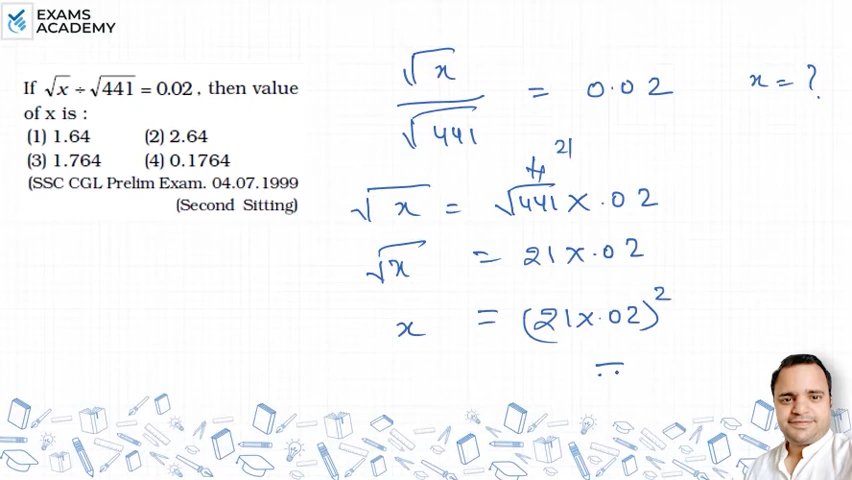 EXAMS
ACADEMY
If √x ÷ √441 = 0.02, then value
of x is :
(1) 1.64 (2) 2.64
(3) 1.764 (4) 0.1764
(SSC CGL Prelim Exam. 04.07.1999
(Second Sitting)
√x / √441 = 0.02 x = ?
21
√x = √441 × .02
√x = 21 × .02
x = (21 × .02)²